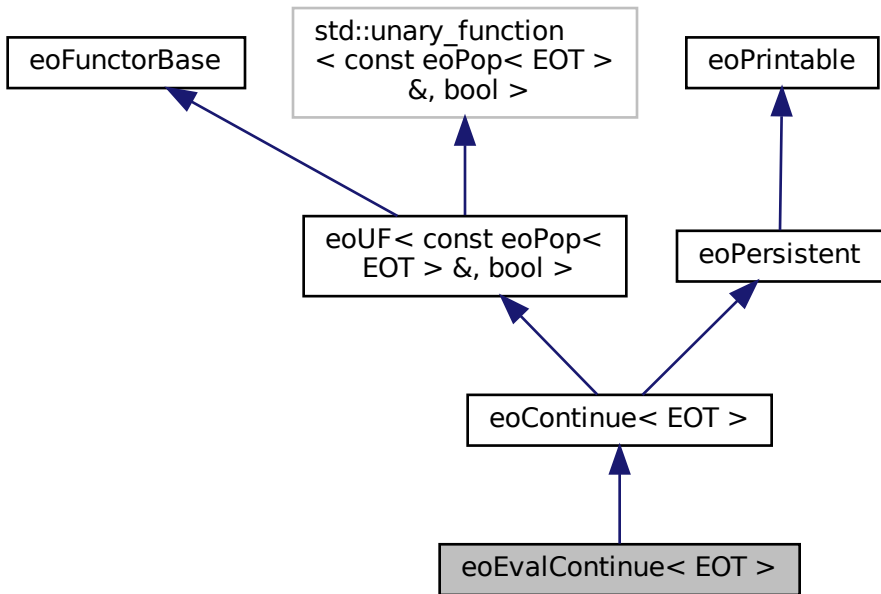 eoFunctorBase
std::unary_function
< const eoPop< EOT >
&, bool >
eoPrintable
eoUF< const eoPop<
EOT > &, bool >
eoPersistent
eoContinue< EOT >
eoEvalContinue< EOT >